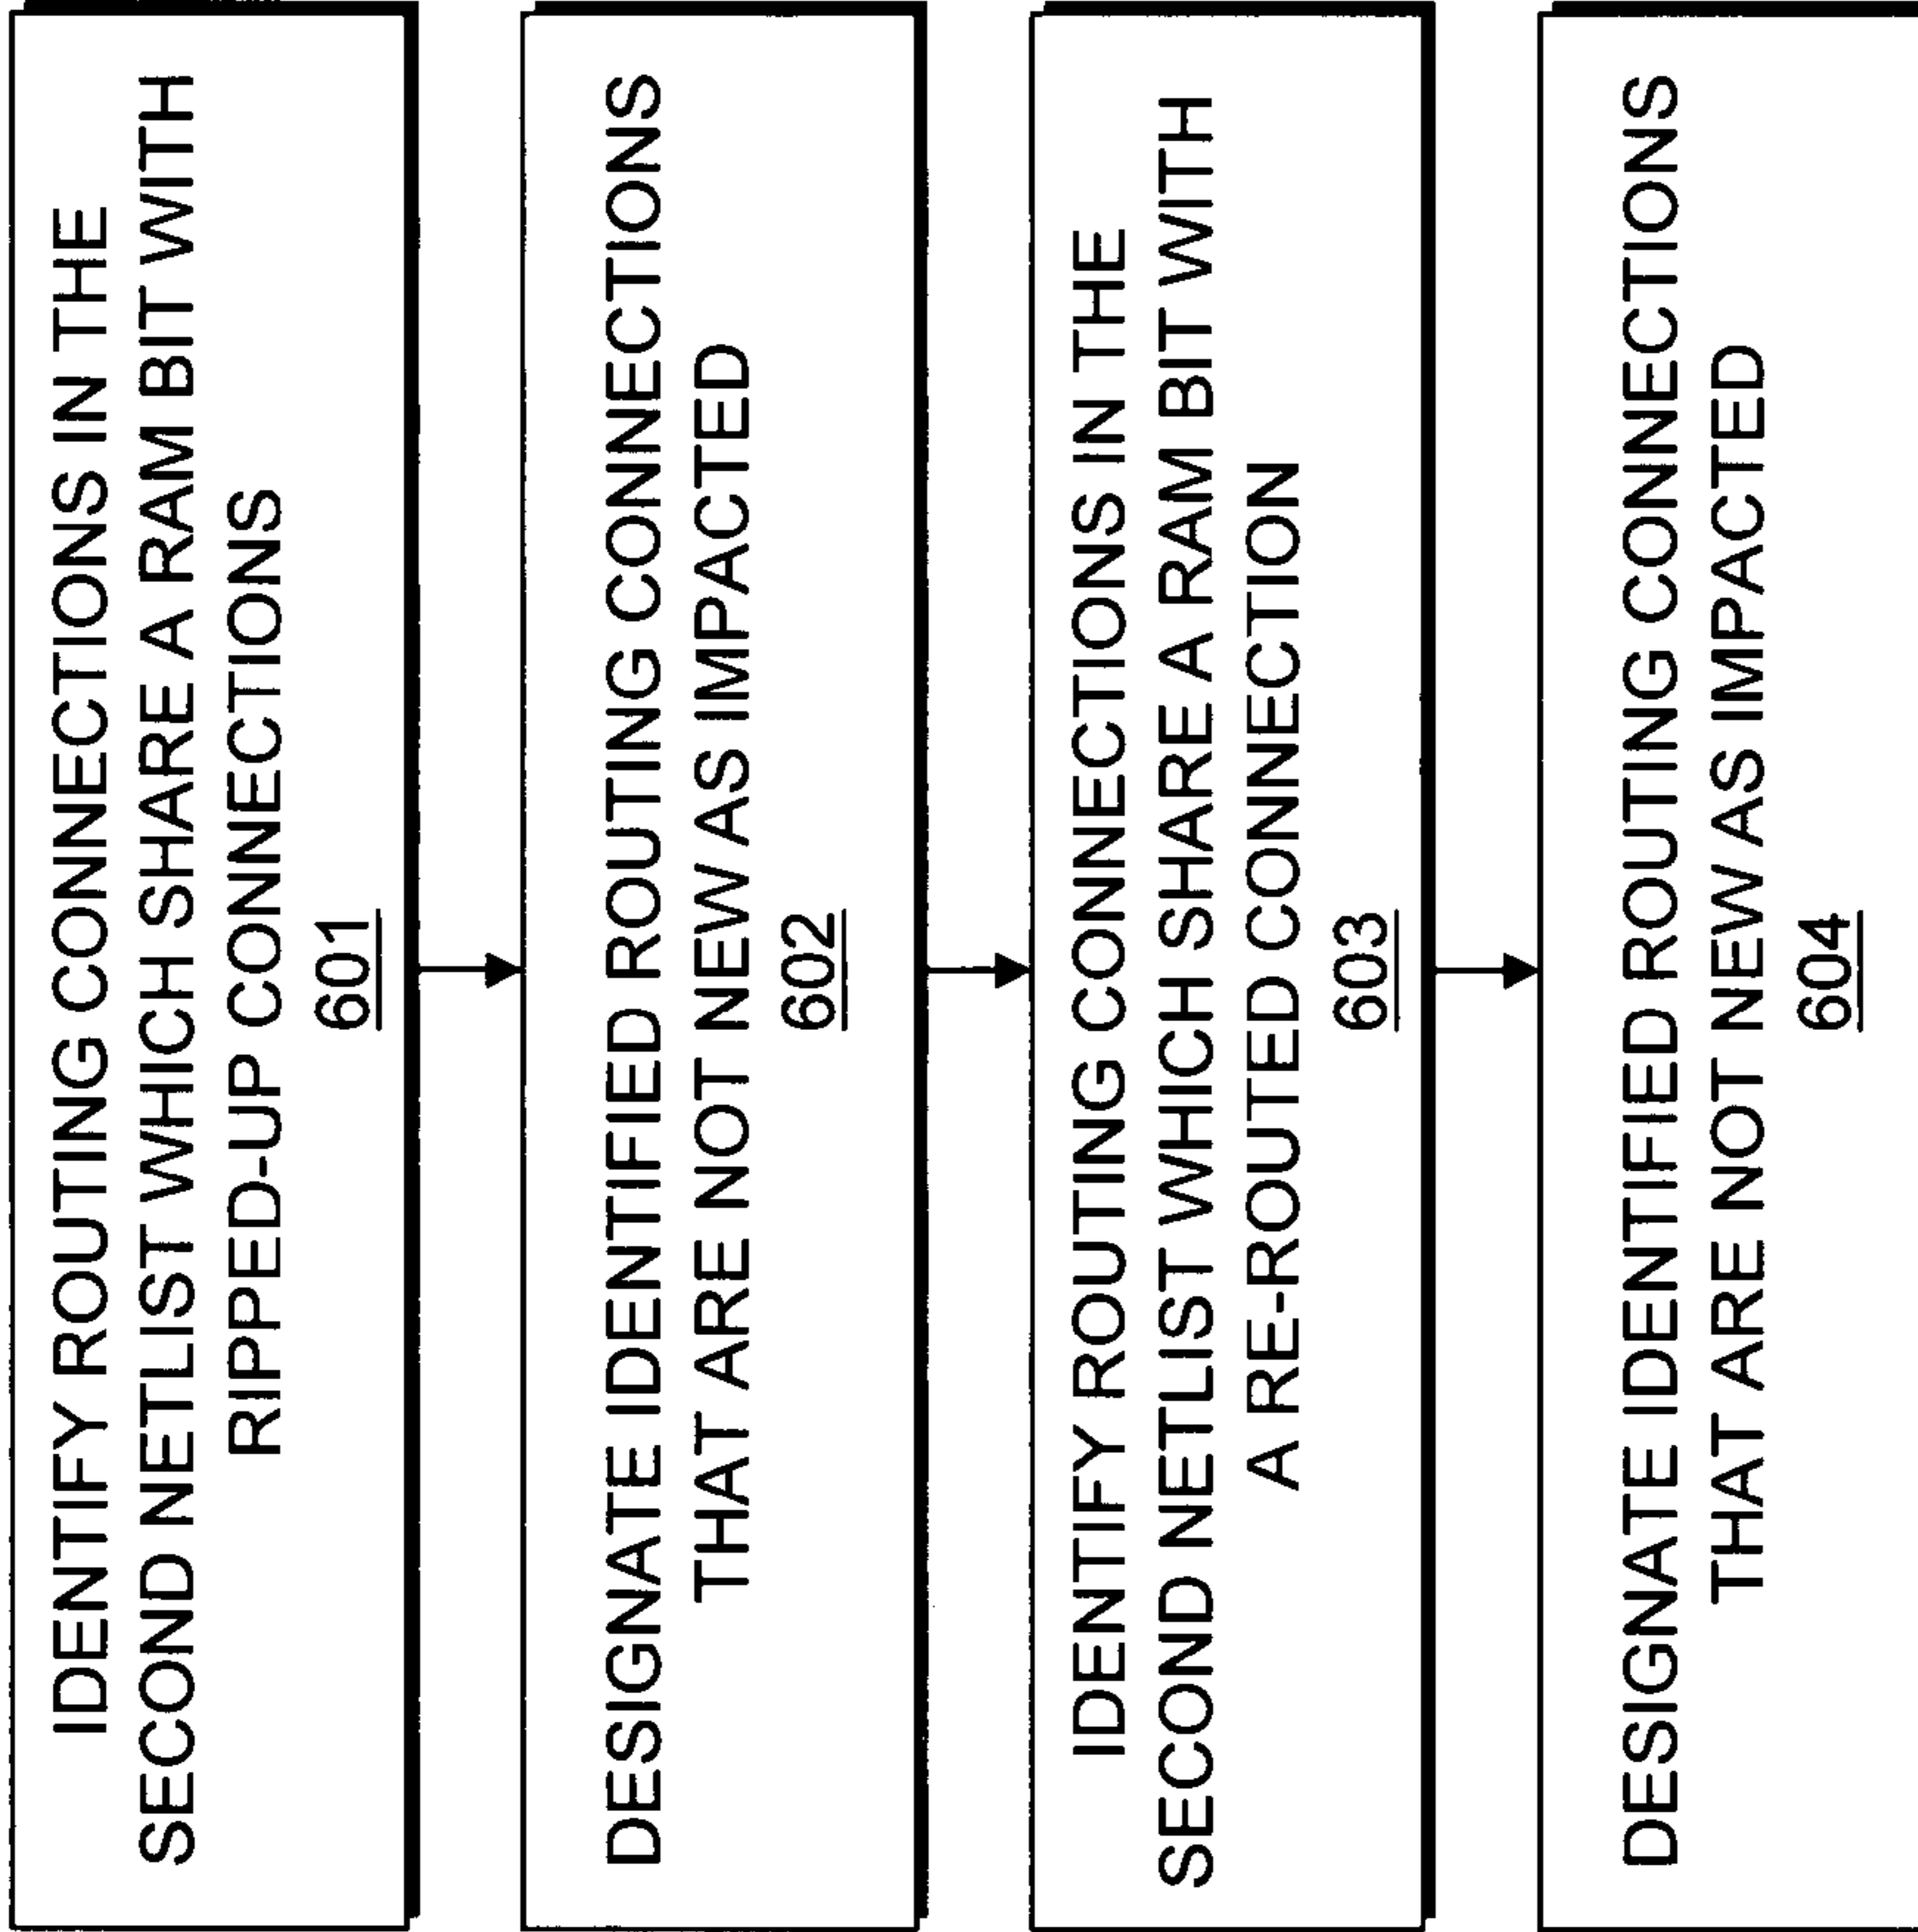 IDENTIFY ROUTING CONNECTIONS IN THE
SECOND NETLIST WHICH SHARE A RAM BIT WITH
RIPPED-UP CONNECTIONS
601
DESIGNATE IDENTIFIED ROUTING CONNECTIONS
THAT ARE NOT NEW AS IMPACTED
602
IDENTIFY ROUTING CONNECTIONS IN THE
SECOND NETLIST WHICH SHARE A RAM BIT WITH
A RE-ROUTED CONNECTION
603
DESIGNATE IDENTIFIED ROUTING CONNECTIONS
THAT ARE NOT NEW AS IMPACTED
604